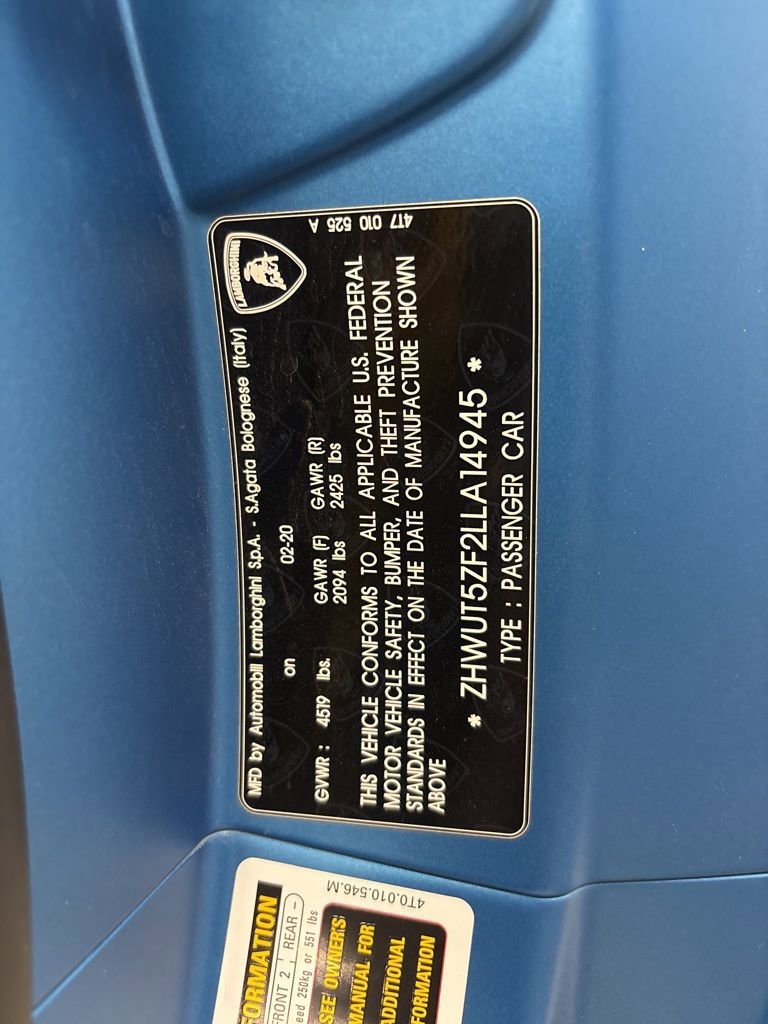 LAMBORGHINI
MFD by Automobili Lamborghini S.p.A. - S.Agata Bolognese (Italy)
on 02-20
GVWR : 4519 lbs. GAWR (F) GAWR (R)
2094 lbs 2425 lbs
THIS VEHICLE CONFORMS TO ALL APPLICABLE U.S. FEDERAL
MOTOR VEHICLE SAFETY, BUMPER, AND THEFT PREVENTION
STANDARDS IN EFFECT ON THE DATE OF MANUFACTURE SHOWN
ABOVE
* ZHWUT5ZF2LLA14945 *
TYPE : PASSENGER CAR
4T7 010 525 A
FORMATION
FRONT 2 REAR -
eed 250kg or 551 lbs
SEE OWNER'S
MANUAL FOR
ADDITIONAL
FORMATION
4T0.010.546.M